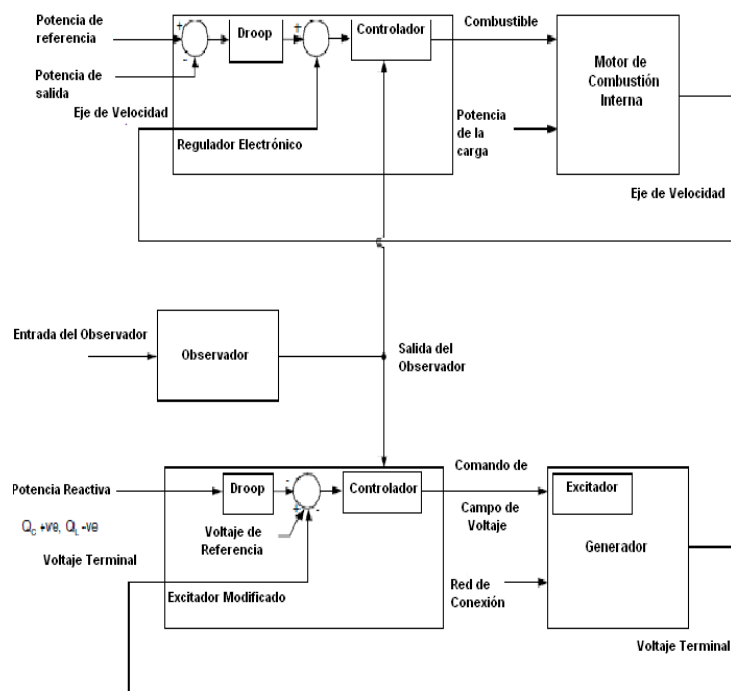 Potencia de
referencia
+
-
Droop
+
Controlador
Combustible
Motor de
Combustión
Interna
Potencia de
salida
Eje de Velocidad
Regulador Electrónico
Potencia
de la
carga
Eje de Velocidad
Entrada del Observador
Observador
Salida del
Observador
Potencia Reactiva
Q_C +ve, Q_L -ve
Voltaje Terminal
Droop
-
+
-
Controlador
Voltaje de
Referencia
Excitador Modificado
Comando de
Campo de
Voltaje
Excitador
Generador
Red de
Conexión
Voltaje Terminal